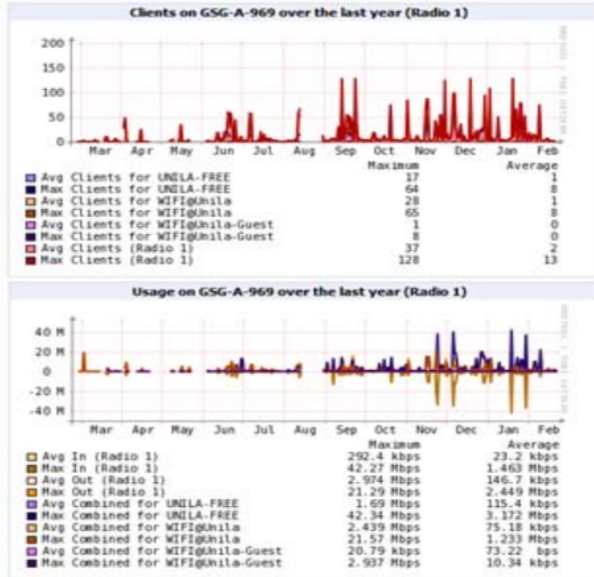 Clients on GSG-A-969 over the last year (Radio 1)
200
150
100
50
0
Mar Apr May Jun Jul Aug Sep Oct Nov Dec Jan Feb
Maximum Average
Avg Clients for UNILA-FREE 17 1
Max Clients for UNILA-FREE 64 8
Avg Clients for WIFI@Unila 28 1
Max Clients for WIFI@Unila 65 8
Avg Clients for WIFI@Unila-Guest 1 0
Max Clients for WIFI@Unila-Guest 8 0
Avg Clients (Radio 1) 37 2
Max Clients (Radio 1) 128 13
Usage on GSG-A-969 over the last year (Radio 1)
40 M
20 M
0
-20 M
-40 M
Mar Apr May Jun Jul Aug Sep Oct Nov Dec Jan Feb
Maximum Average
Avg In (Radio 1) 292.4 kbps 23.2 kbps
Max In (Radio 1) 42.27 Mbps 1.463 Mbps
Avg Out (Radio 1) 2.974 Mbps 146.7 kbps
Max Out (Radio 1) 21.29 Mbps 2.449 Mbps
Avg Combined for UNILA-FREE 1.69 Mbps 115.4 kbps
Max Combined for UNILA-FREE 42.34 Mbps 3.172 Mbps
Avg Combined for WIFI@Unila 2.439 Mbps 75.18 kbps
Max Combined for WIFI@Unila 21.57 Mbps 1.233 Mbps
Avg Combined for WIFI@Unila-Guest 20.79 kbps 73.22 bps
Max Combined for WIFI@Unila-Guest 2.937 Mbps 10.34 kbps